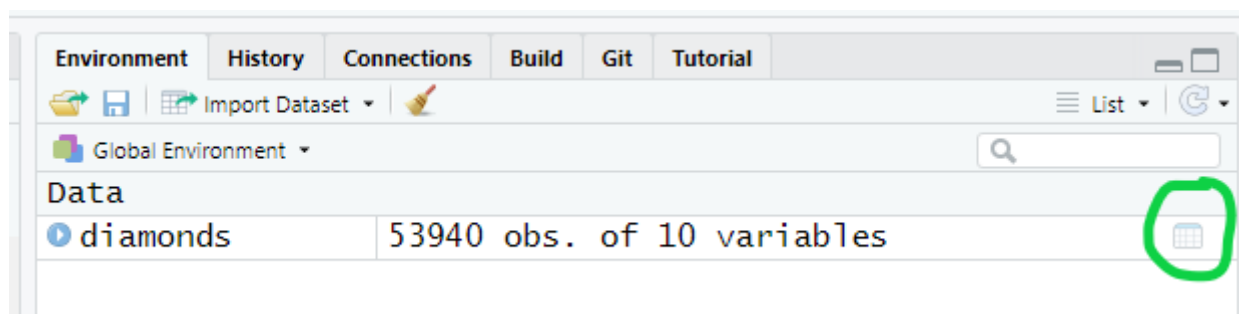 Environment History Connections Build Git Tutorial
Import Dataset List
Global Environment
Data
diamonds 53940 obs. of 10 variables